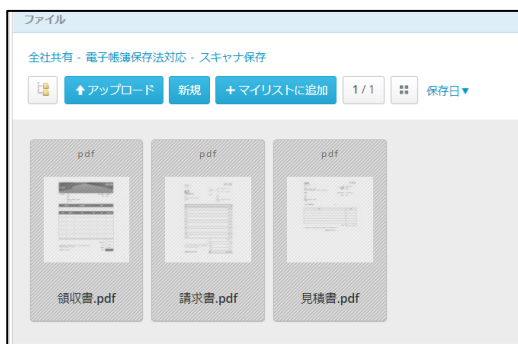 ファイル
全社共有 - 電子帳簿保存法対応 - スキャナ保存
アップロード 新規 +マイリストに追加 1 / 1 保存日▼
pdf pdf pdf
領収書.pdf 請求書.pdf 見積書.pdf